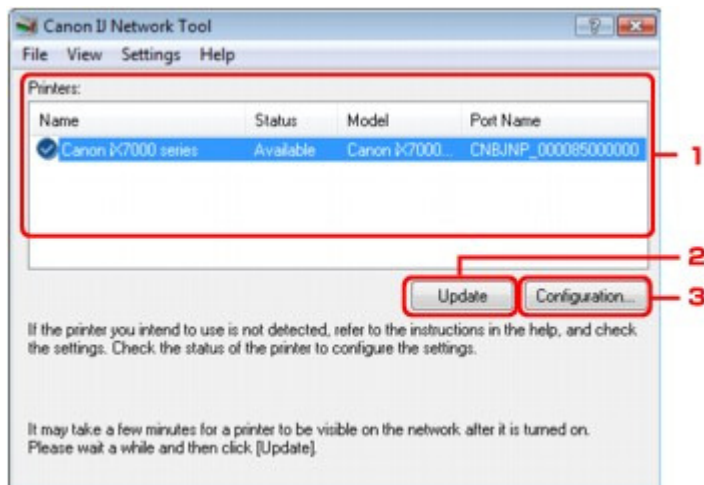 Canon IJ Network Tool
File View Settings Help
Printers:
Name Status Model Port Name
Canon iX7000 series Available Canon iX7000... CNBJNP_000085000000
1
2
Update Configuration...
3
If the printer you intend to use is not detected, refer to the instructions in the help, and check
the settings. Check the status of the printer to configure the settings.
It may take a few minutes for a printer to be visible on the network after it is turned on.
Please wait a while and then click [Update].